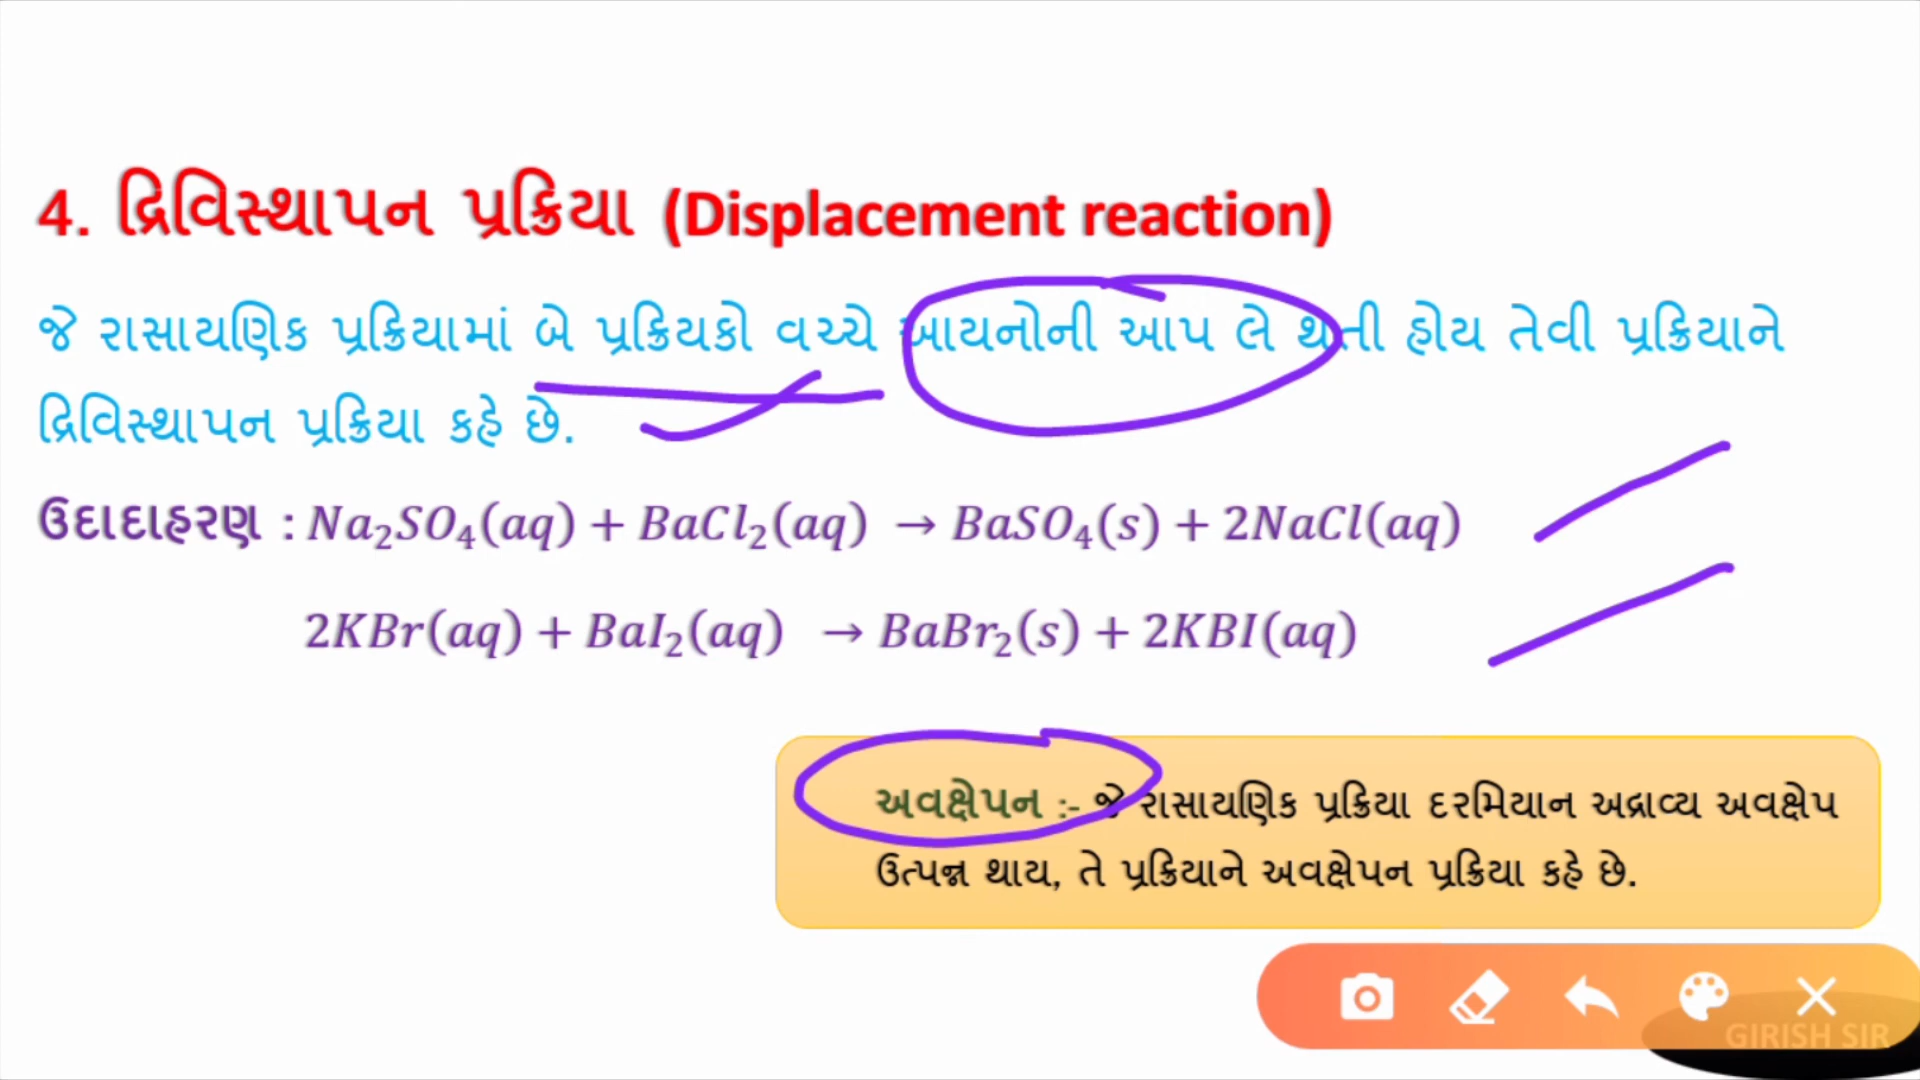 4. દ્રિવિસ્થાપન પ્રક્રિયા (Displacement reaction)
જે રાસાયણિક પ્રક્રિયામાં બે પ્રક્રિયકો વચ્ચે આયનોની આપ લે થતી હોય તેવી પ્રક્રિયાને
દ્રિવિસ્થાપન પ્રક્રિયા કહે છે.
ઉદાદાહરણ : Na₂SO₄(aq) + BaCl₂(aq) → BaSO₄(s) + 2NaCl(aq)
2KBr(aq) + BaI₂(aq) → BaBr₂(s) + 2KBI(aq)
અવક્ષેપન :- જે રાસાયણિક પ્રક્રિયા દરમિયાન અદ્રાવ્ય અવક્ષેપ
ઉત્પન્ન થાય, તે પ્રક્રિયાને અવક્ષેપન પ્રક્રિયા કહે છે.
GIRISH SIR